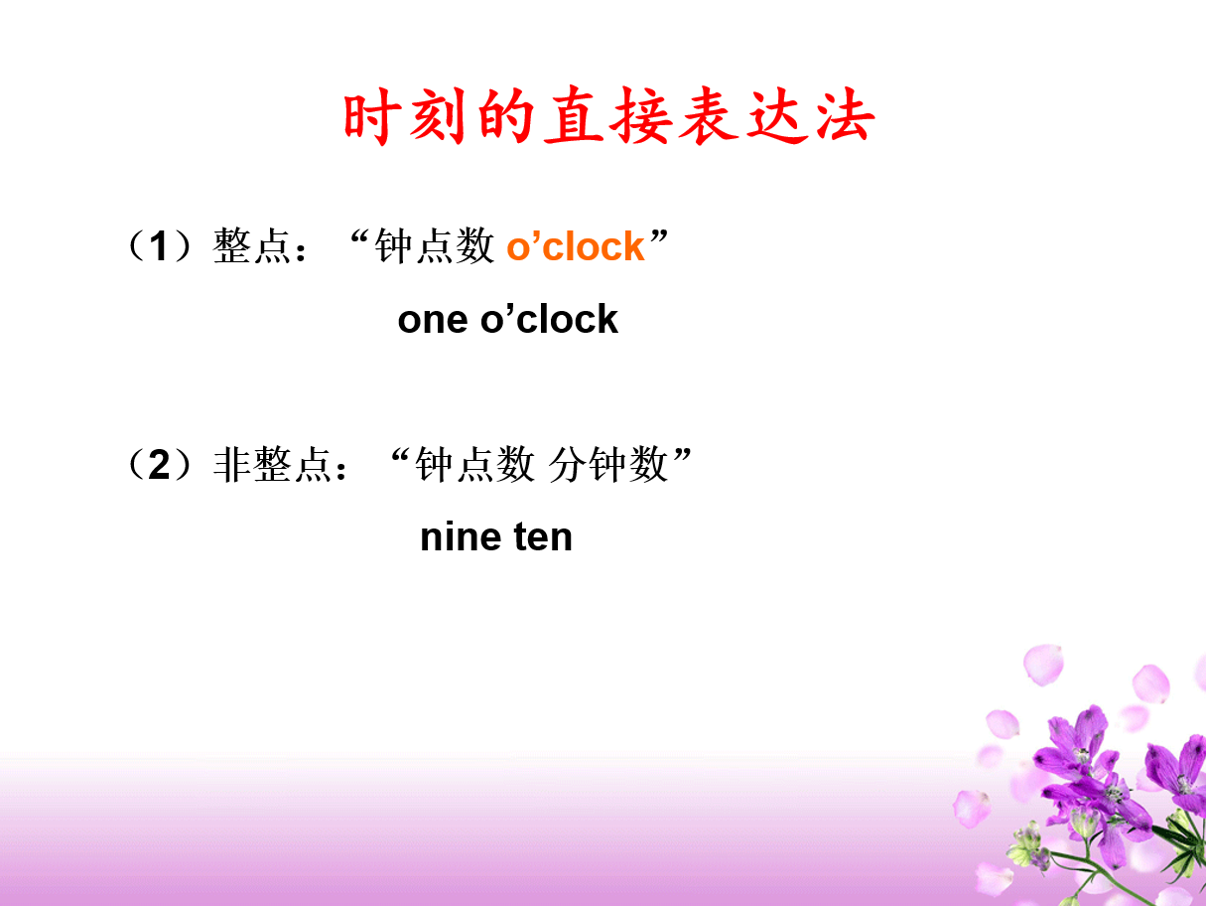 时刻的直接表达法
（1）整点：“钟点数 o’clock”
one o’clock
（2）非整点：“钟点数 分钟数”
nine ten